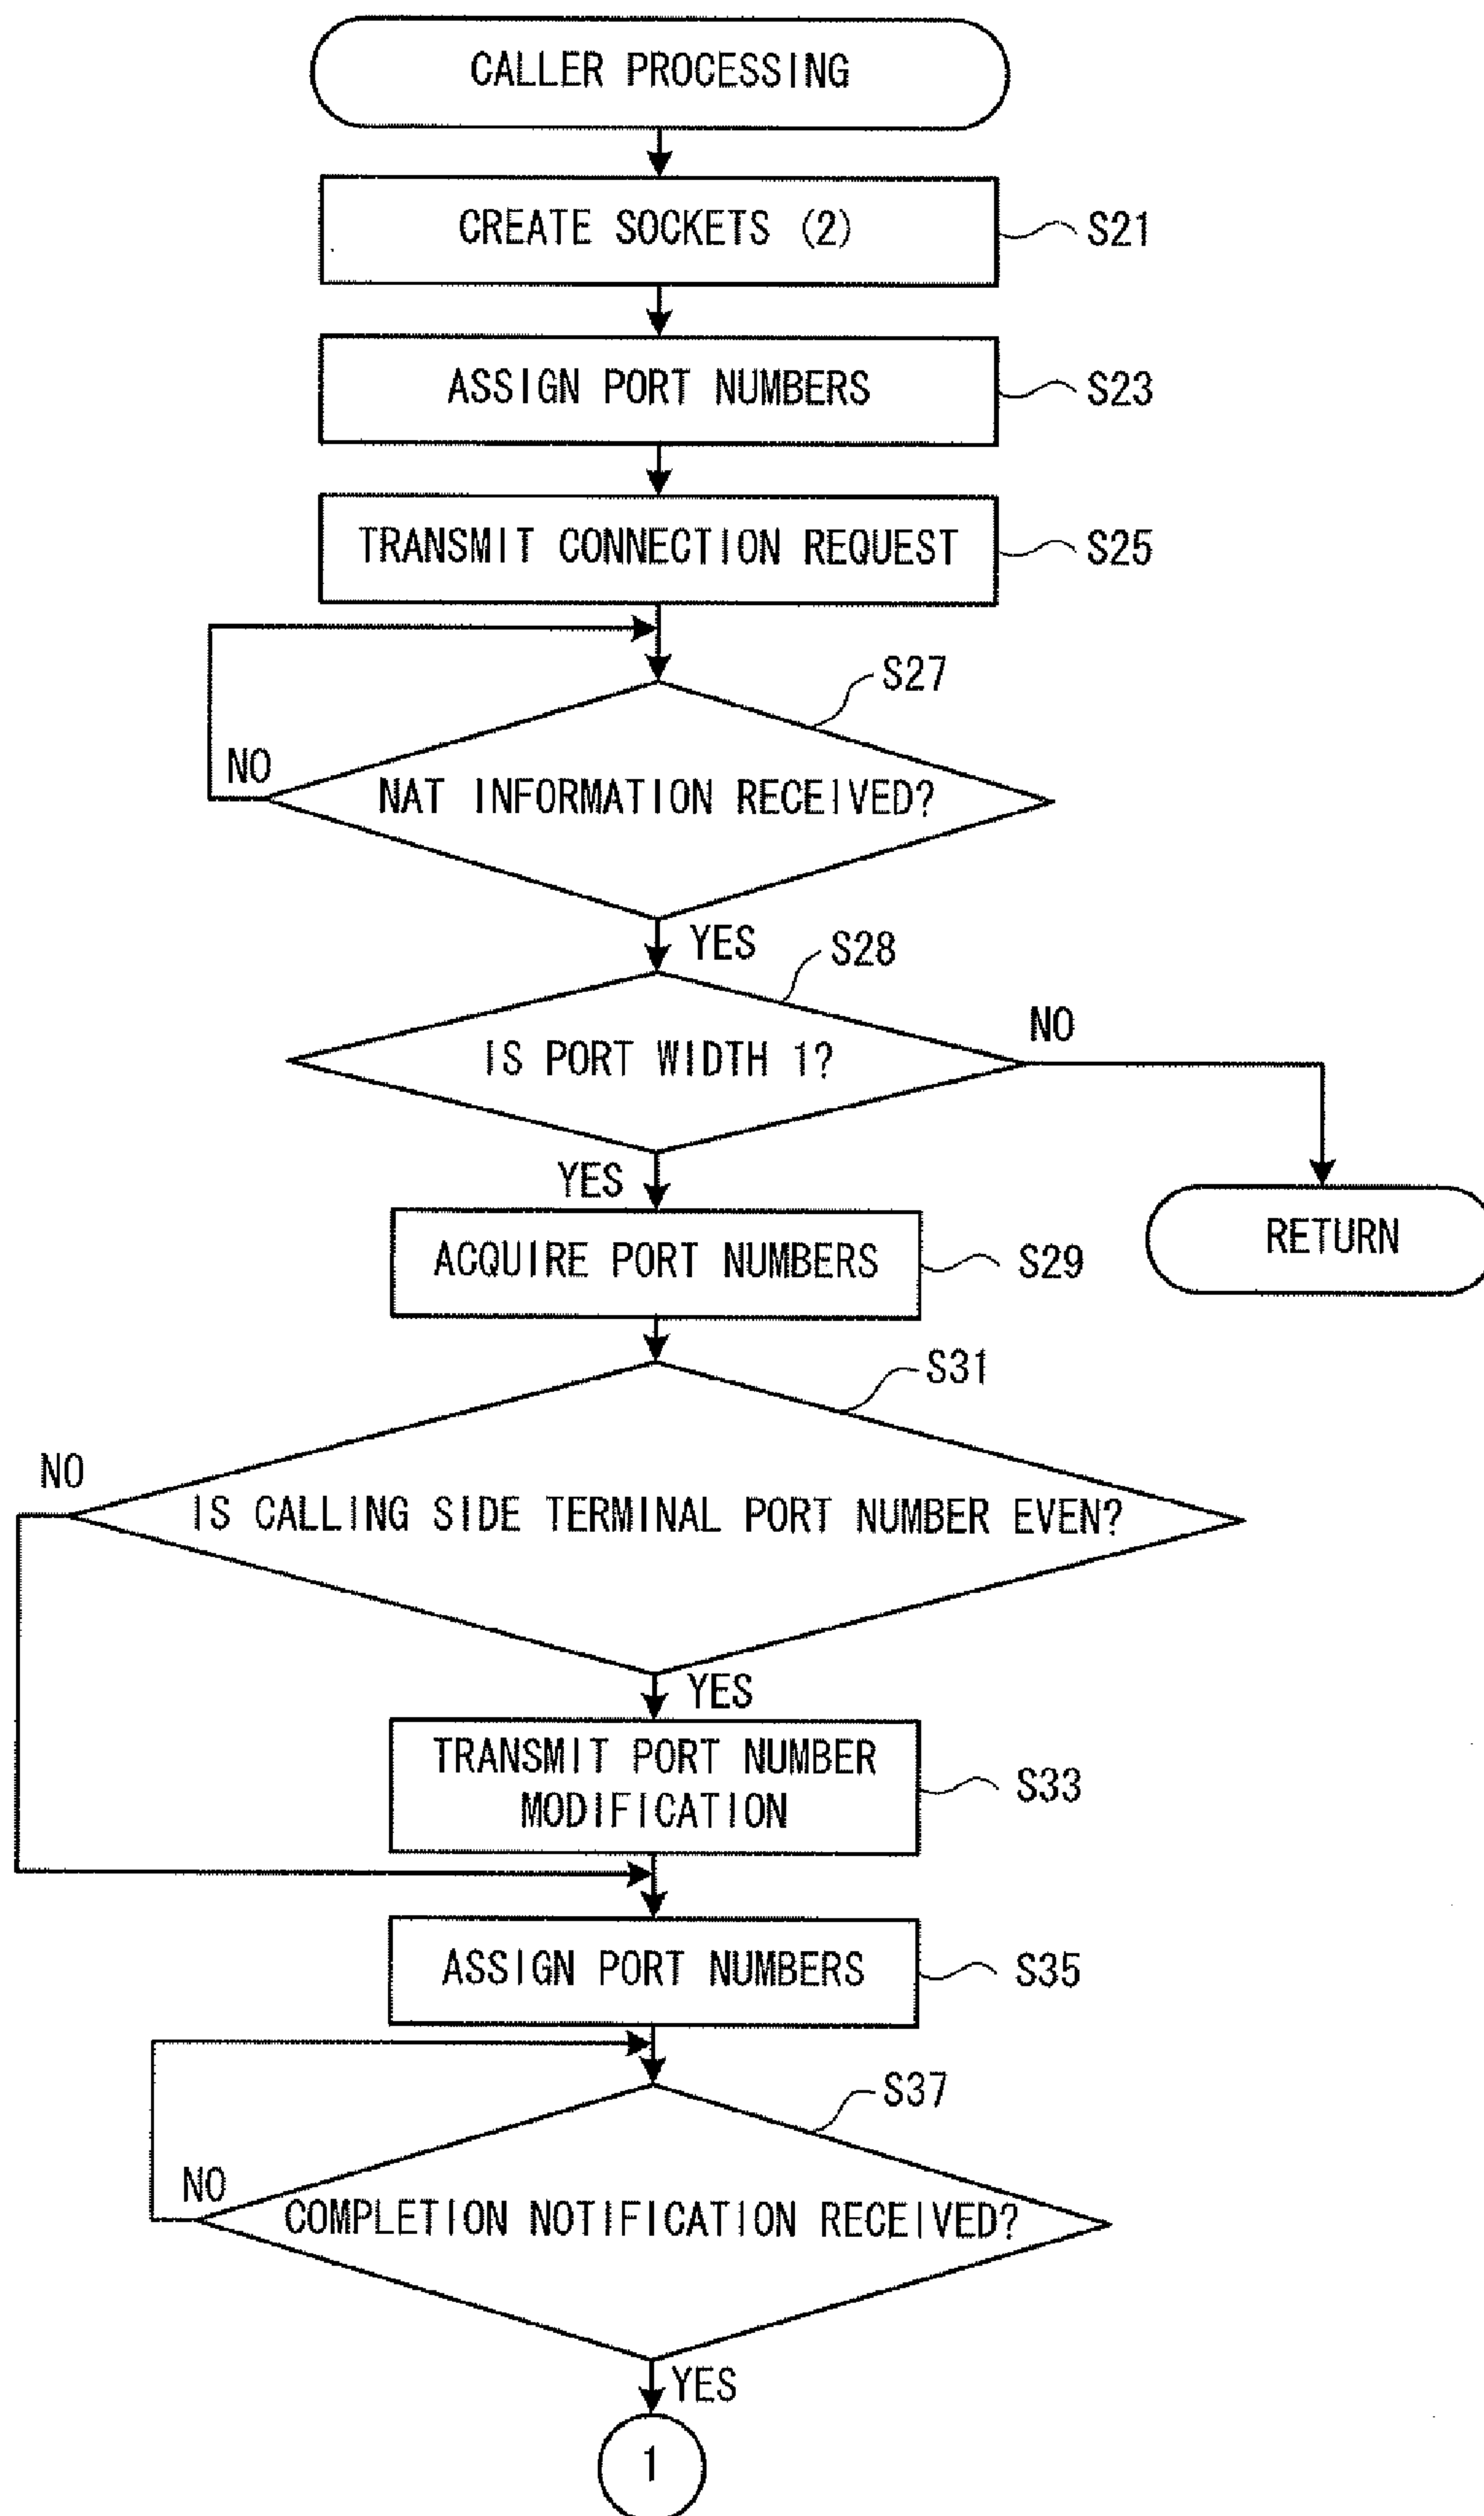 CALLER PROCESSING
CREATE SOCKETS (2)
S21
ASSIGN PORT NUMBERS
S23
TRANSMIT CONNECTION REQUEST
S25
S27
NO
NAT INFORMATION RECEIVED?
YES
S28
NO
IS PORT WIDTH 1?
YES
RETURN
ACQUIRE PORT NUMBERS
S29
S31
NO
IS CALLING SIDE TERMINAL PORT NUMBER EVEN?
YES
TRANSMIT PORT NUMBER
MODIFICATION
S33
ASSIGN PORT NUMBERS
S35
S37
NO
COMPLETION NOTIFICATION RECEIVED?
YES
1